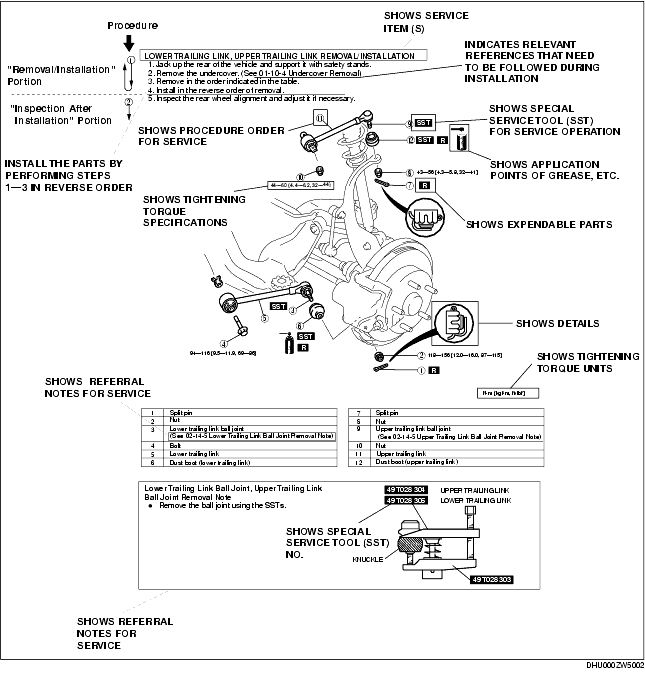 SHOWS SERVICE
ITEM (S)
Procedure
INDICATES RELEVANT
REFERENCES THAT NEED
TO BE FOLLOWED DURING
INSTALLATION
LOWER TRAILING LINK, UPPER TRAILING LINK REMOVAL/INSTALLATION
1. Jack up the rear of the vehicle and support it with safety stands.
2. Remove the undercover. (See 01-10-4 Undercover Removal)
3. Remove in the order indicated in the table.
4. Install in the reverse order of removal.
5. Inspect the rear wheel alignment and adjust it if necessary.
1
"Removal/Installation"
Portion
2
"Inspection After
Installation" Portion
INSTALL THE PARTS BY
PERFORMING STEPS
1—3 IN REVERSE ORDER
SHOWS PROCEDURE ORDER
FOR SERVICE
11
9 SST
12 SST R
SHOWS SPECIAL
SERVICE TOOL (SST)
FOR SERVICE OPERATION
SHOWS APPLICATION
POINTS OF GREASE, ETC.
10
8
7 R
44—60 [4.4—6.2, 32—44]
SHOWS TIGHTENING
TORQUE
SPECIFICATIONS
SHOWS EXPENDABLE PARTS
SST
3
5
6
SST
R
4
94—116 [9.5—11.9, 69—86]
SHOWS DETAILS
2 118—156 [12.0—16.0, 87—115]
1 R
SHOWS TIGHTENING
TORQUE UNITS
N·m [kgf·m, ft·lbf]
SHOWS REFERRAL
NOTES FOR SERVICE
1 Split pin
2 Nut
3 Lower trailing link ball joint
(See 02-14-5 Lower Trailing Link Ball Joint Removal Note)
4 Bolt
5 Lower trailing link
6 Dust boot (lower trailing link)
7 Split pin
8 Nut
9 Upper trailing link ball joint
(See 02-14-5 Upper Trailing Link Ball Joint Removal Note)
10 Nut
11 Upper trailing link
12 Dust boot (upper trailing link)
Lower Trailing Link Ball Joint, Upper Trailing Link
Ball Joint Removal Note
• Remove the ball joint using the SSTs.
49 T028 304 UPPER TRAILING LINK
49 T028 305 LOWER TRAILING LINK
SHOWS SPECIAL
SERVICE TOOL (SST)
NO.
KNUCKLE
49 T028 303
SHOWS REFERRAL
NOTES FOR
SERVICE
DHU000ZW5002